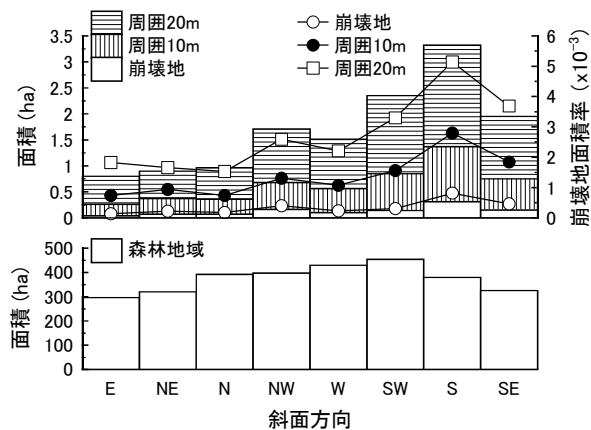 周囲20m
周囲10m
崩壊地
崩壊地
周囲10m
周囲20m
面積 (ha)
3.5
3
2.5
2
1.5
1
0.5
0
崩壊地面積率 (x10⁻³)
6
5
4
3
2
1
0
森林地域
面積 (ha)
500
400
300
200
100
0
E NE N NW W SW S SE
斜面方向